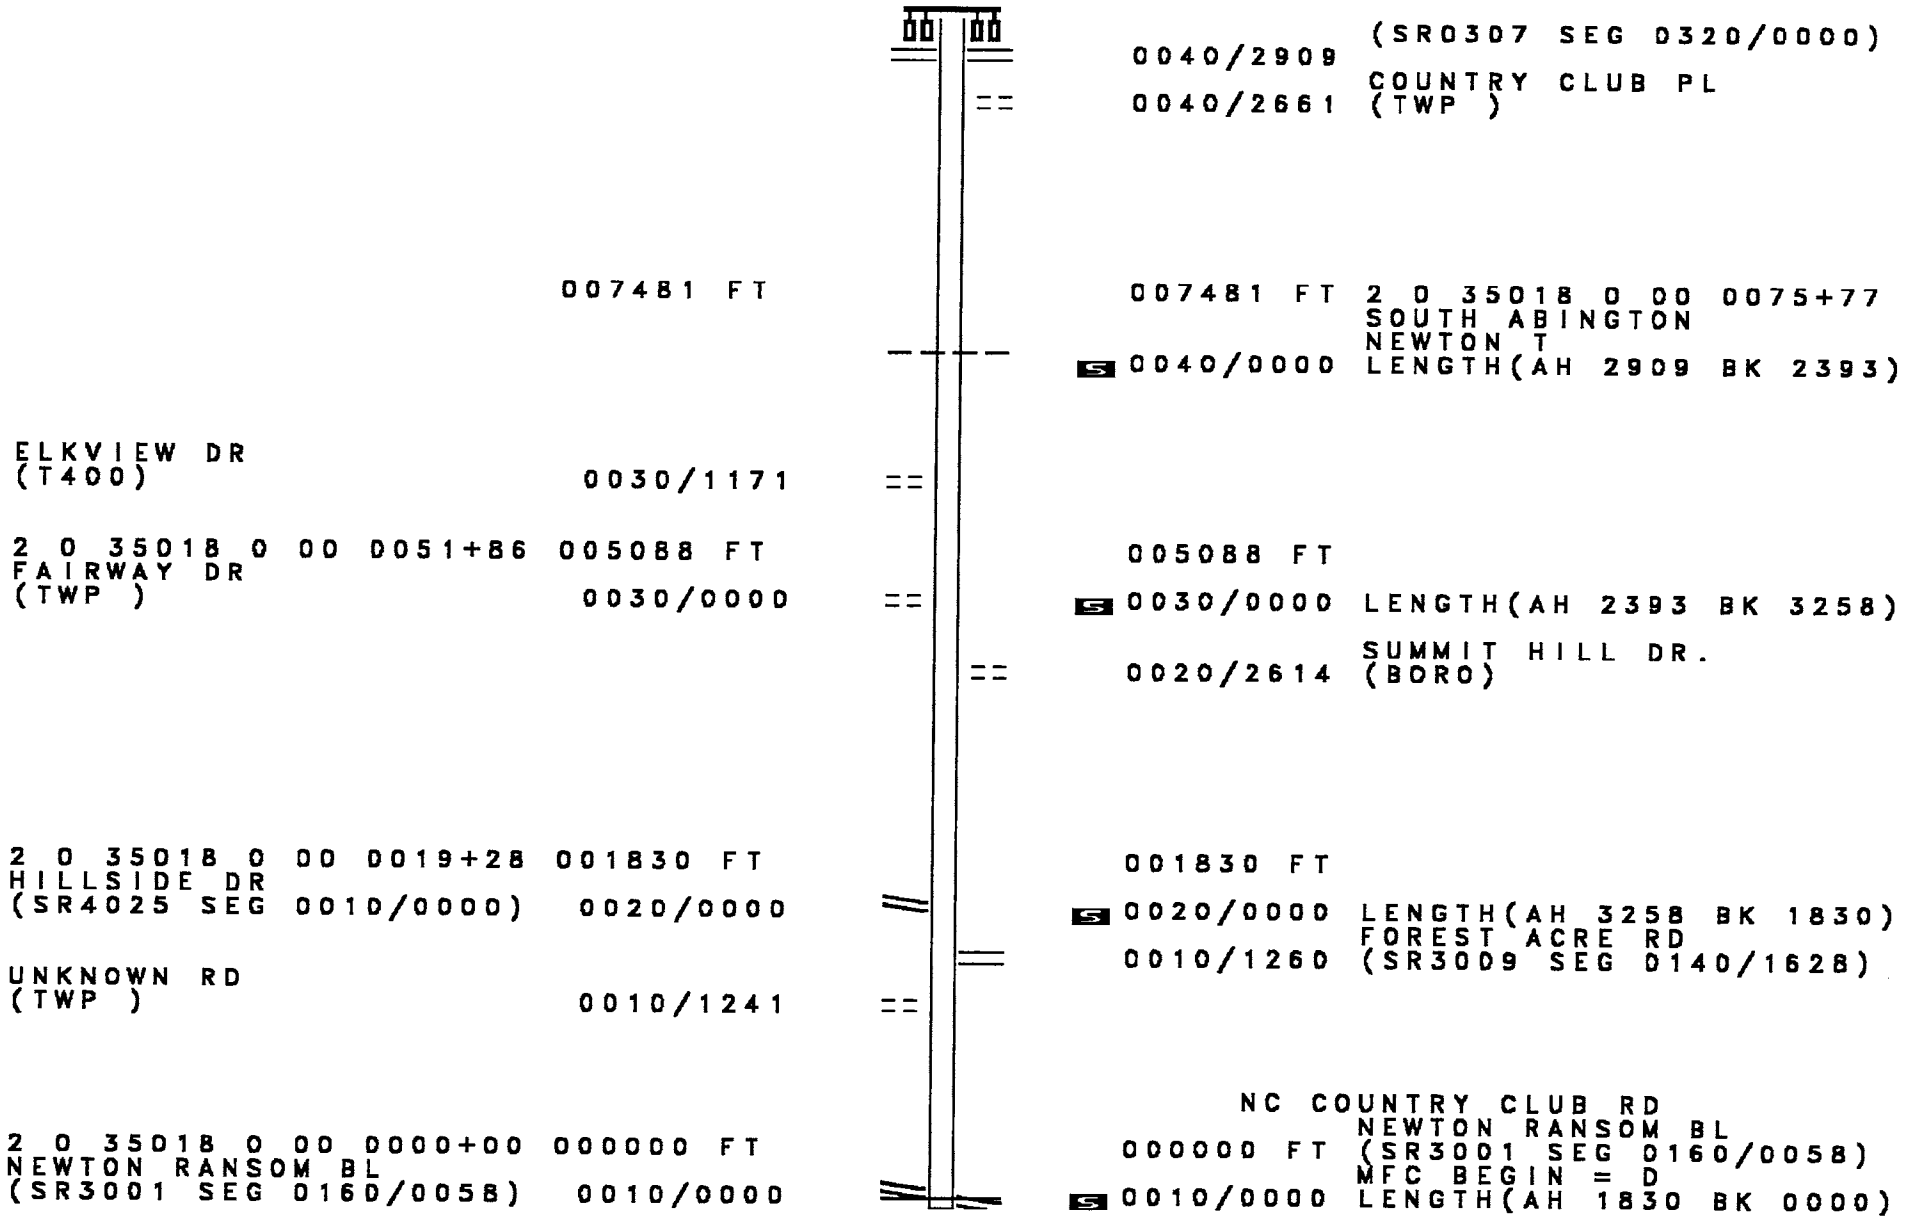 (SR0307 SEG 0320/0000)
0040/2909
COUNTRY CLUB PL
0040/2661 (TWP )
007481 FT
007481 FT 2 0 35018 0 00 0075+77
SOUTH ABINGTON
NEWTON T
S 0040/0000 LENGTH(AH 2909 BK 2393)
ELKVIEW DR
(T400) 0030/1171
2 0 35018 0 00 0051+86 005088 FT
FAIRWAY DR
(TWP ) 0030/0000
005088 FT
S 0030/0000 LENGTH(AH 2393 BK 3258)
SUMMIT HILL DR.
0020/2614 (BORO)
2 0 35018 0 00 0019+28 001830 FT
HILLSIDE DR
(SR4025 SEG 0010/0000) 0020/0000
001830 FT
S 0020/0000 LENGTH(AH 3258 BK 1830)
FOREST ACRE RD
0010/1260 (SR3009 SEG 0140/1628)
UNKNOWN RD
(TWP ) 0010/1241
2 0 35018 0 00 0000+00 000000 FT
NEWTON RANSOM BL
(SR3001 SEG 0160/0058) 0010/0000
NC COUNTRY CLUB RD
NEWTON RANSOM BL
000000 FT (SR3001 SEG 0160/0058)
MFC BEGIN = D
S 0010/0000 LENGTH(AH 1830 BK 0000)